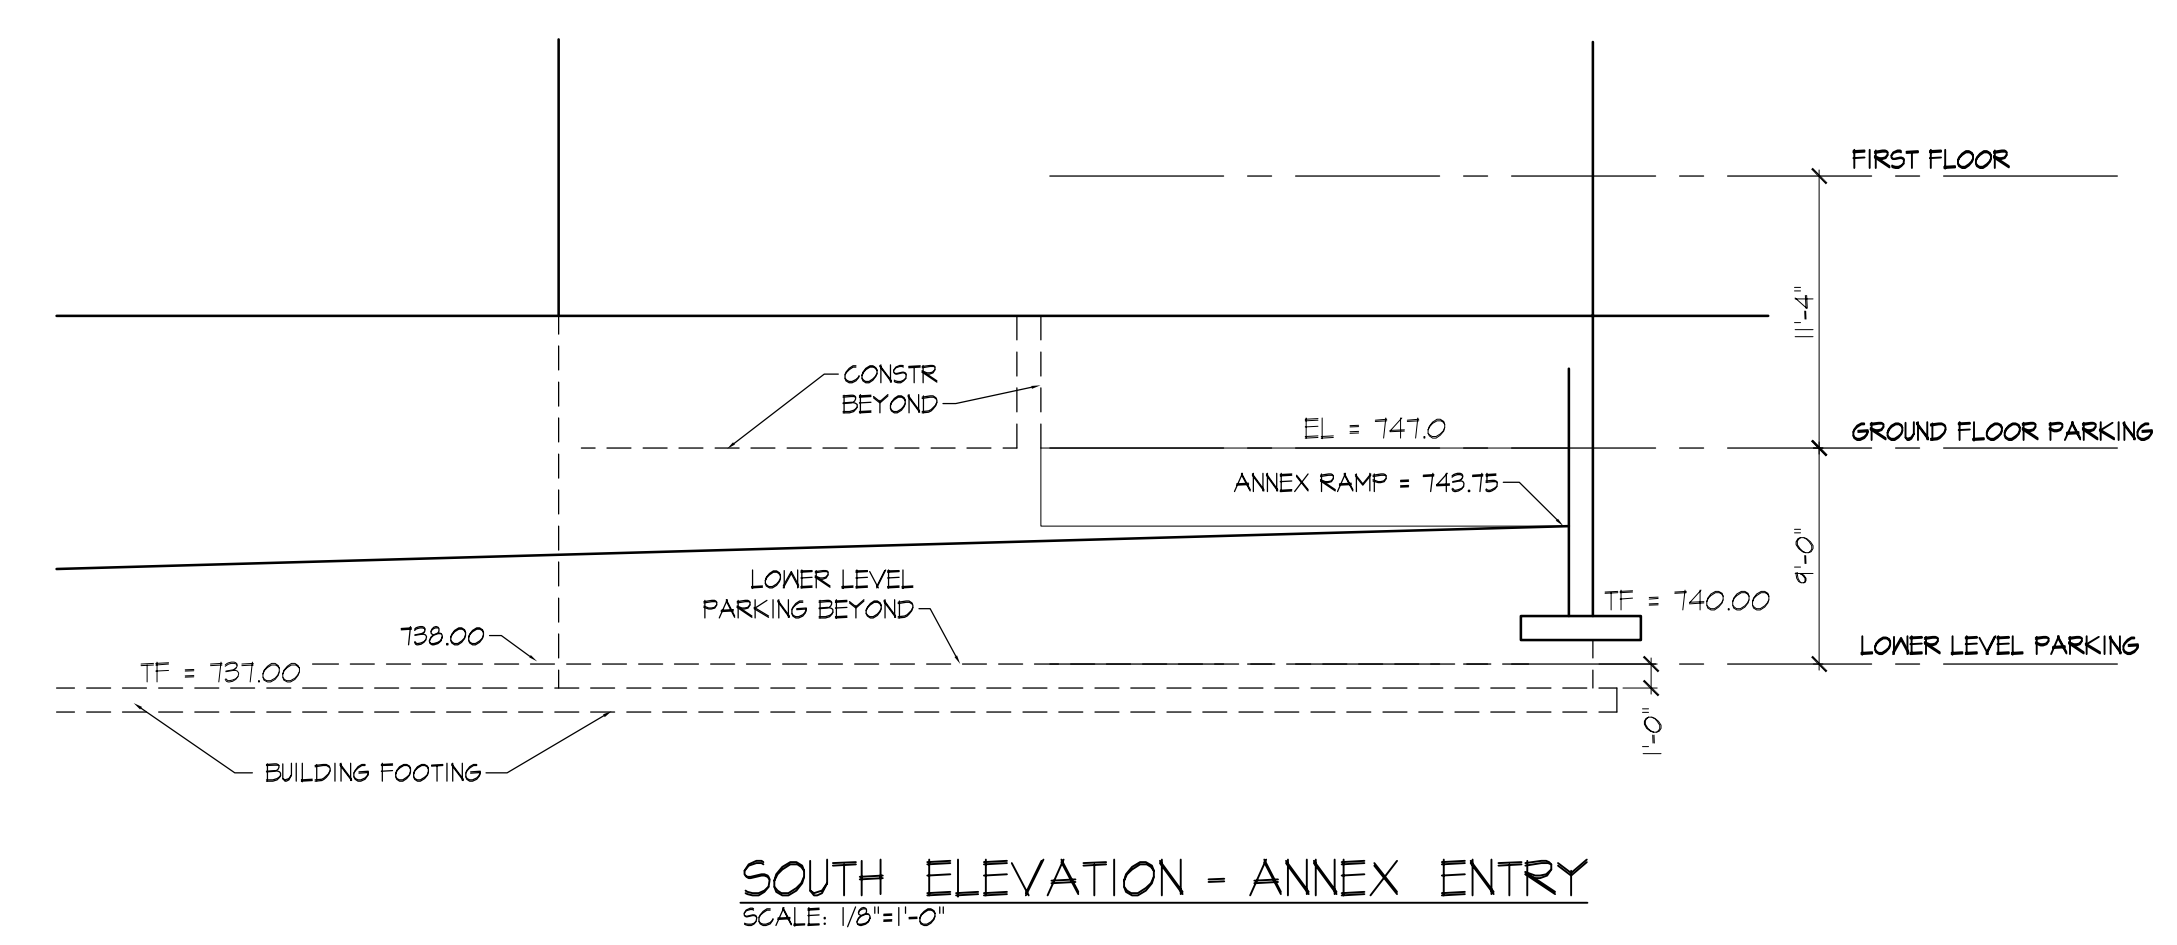 FIRST FLOOR
11'-4"
CONSTR
BEYOND
EL = 747.0
GROUND FLOOR PARKING
ANNEX RAMP = 743.75
9'-0"
LOWER LEVEL
PARKING BEYOND
TF = 740.00
738.00
LOWER LEVEL PARKING
TF = 737.00
1'-0"
BUILDING FOOTING
SOUTH ELEVATION - ANNEX ENTRY
SCALE: 1/8"=1'-0"